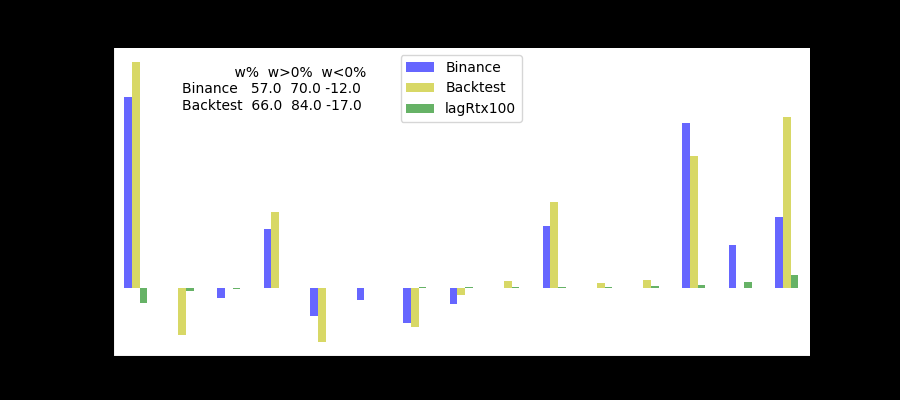 w% w>0% w<0%
Binance 57.0 70.0 -12.0
Backtest 66.0 84.0 -17.0
Binance
Backtest
lagRtx100